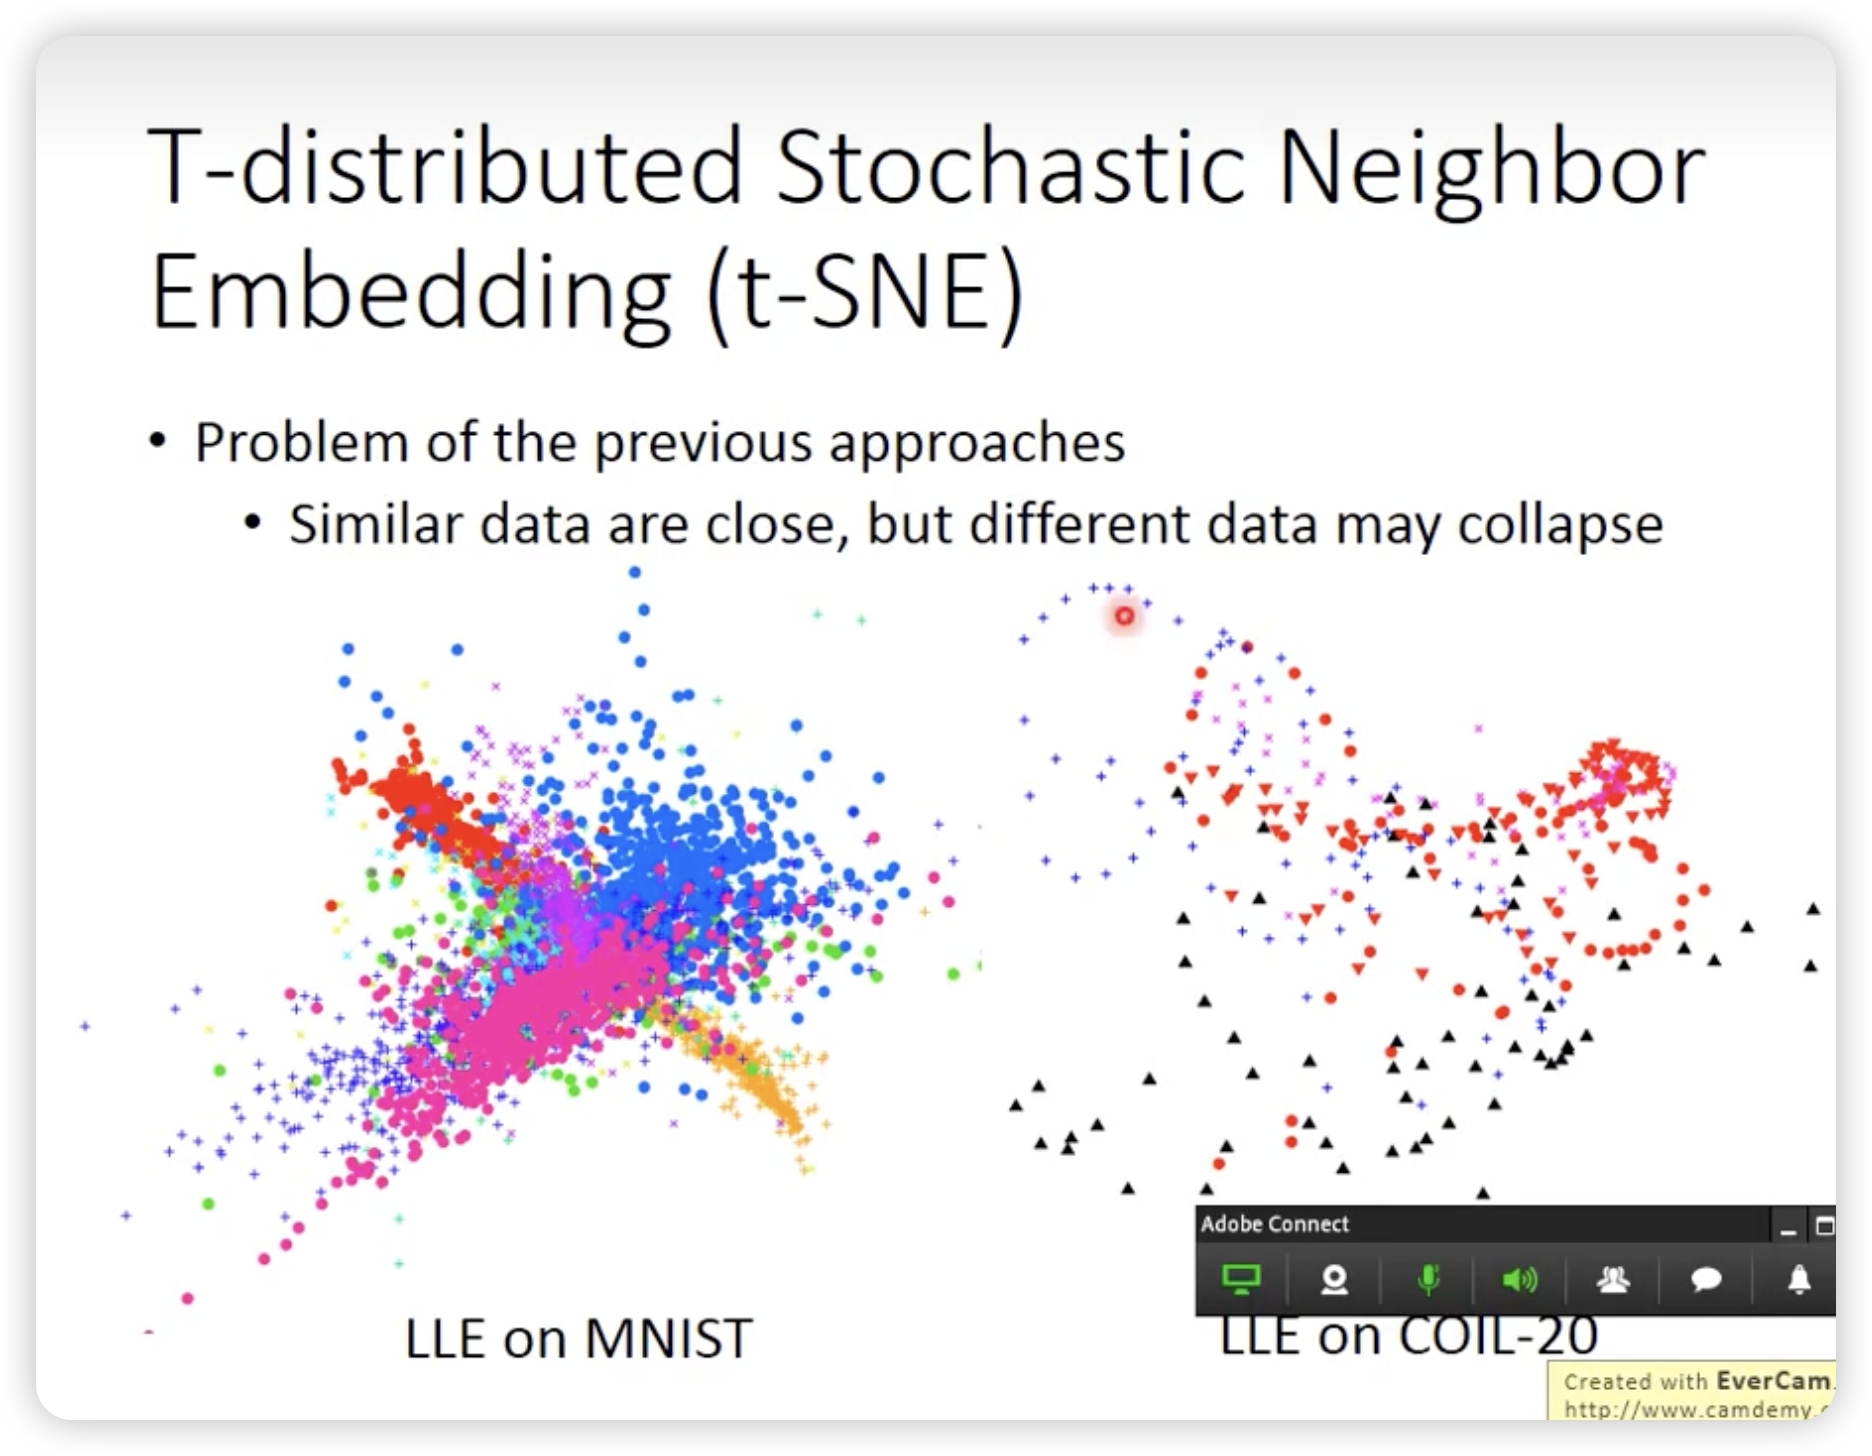 T-distributed Stochastic Neighbor
Embedding (t-SNE)
• Problem of the previous approaches
• Similar data are close, but different data may collapse
Adobe Connect
LLE on MNIST
LLE on COIL-20
Created with EverCam.
http://www.camdemy.